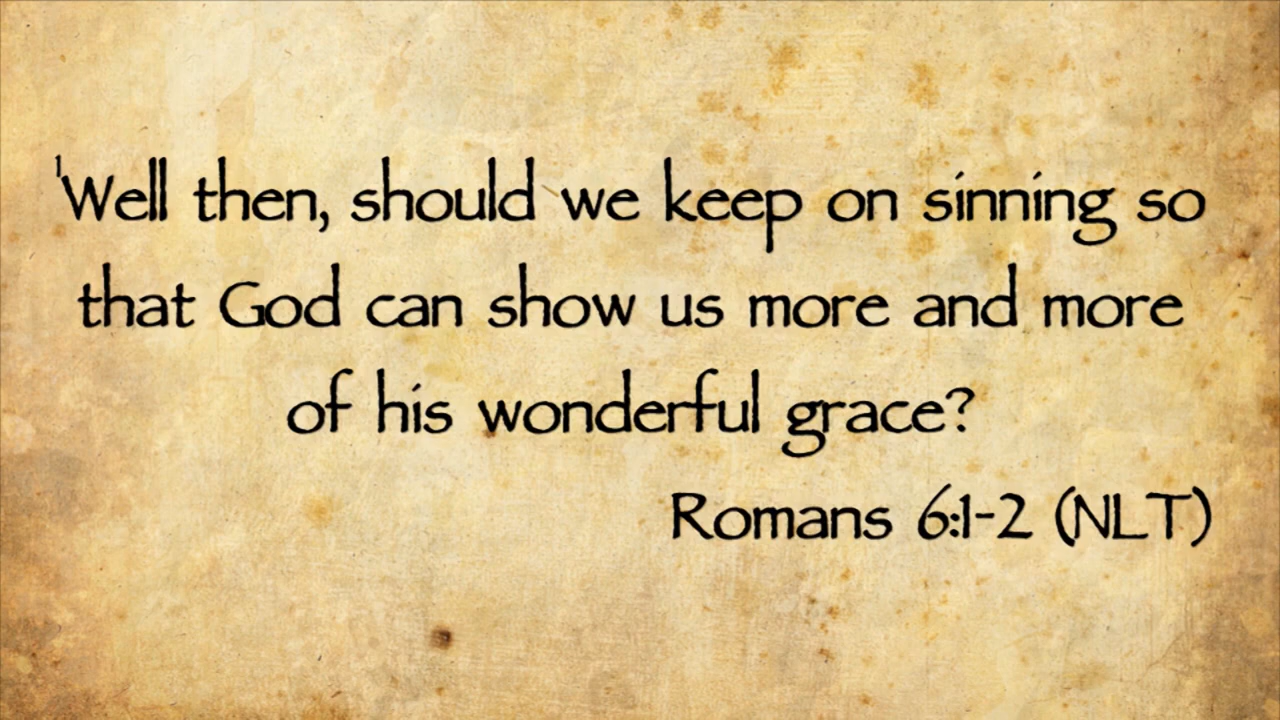 ¹Well then, should we keep on sinning so
that God can show us more and more
of his wonderful grace?
Romans 6:1-2 (NLT)